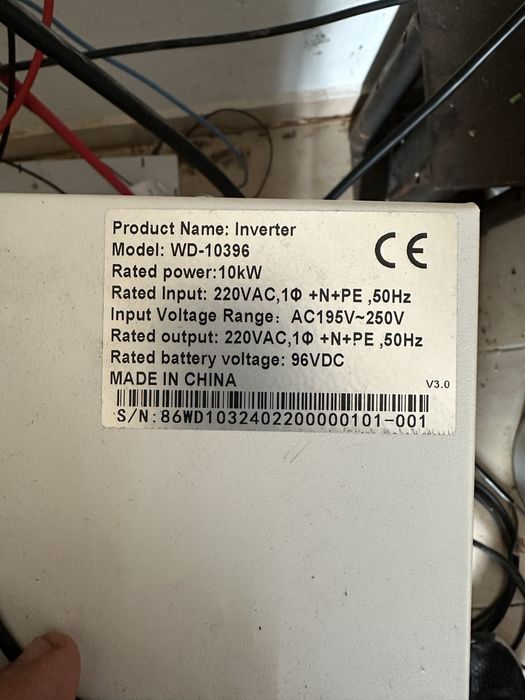 Product Name: Inverter
Model: WD-10396
Rated power:10kW
Rated Input: 220VAC,1Φ +N+PE ,50Hz
Input Voltage Range: AC195V~250V
Rated output: 220VAC,1Φ +N+PE ,50Hz
Rated battery voltage: 96VDC
MADE IN CHINA
V3.0
CE
S/N:86WD1032402200000101-001